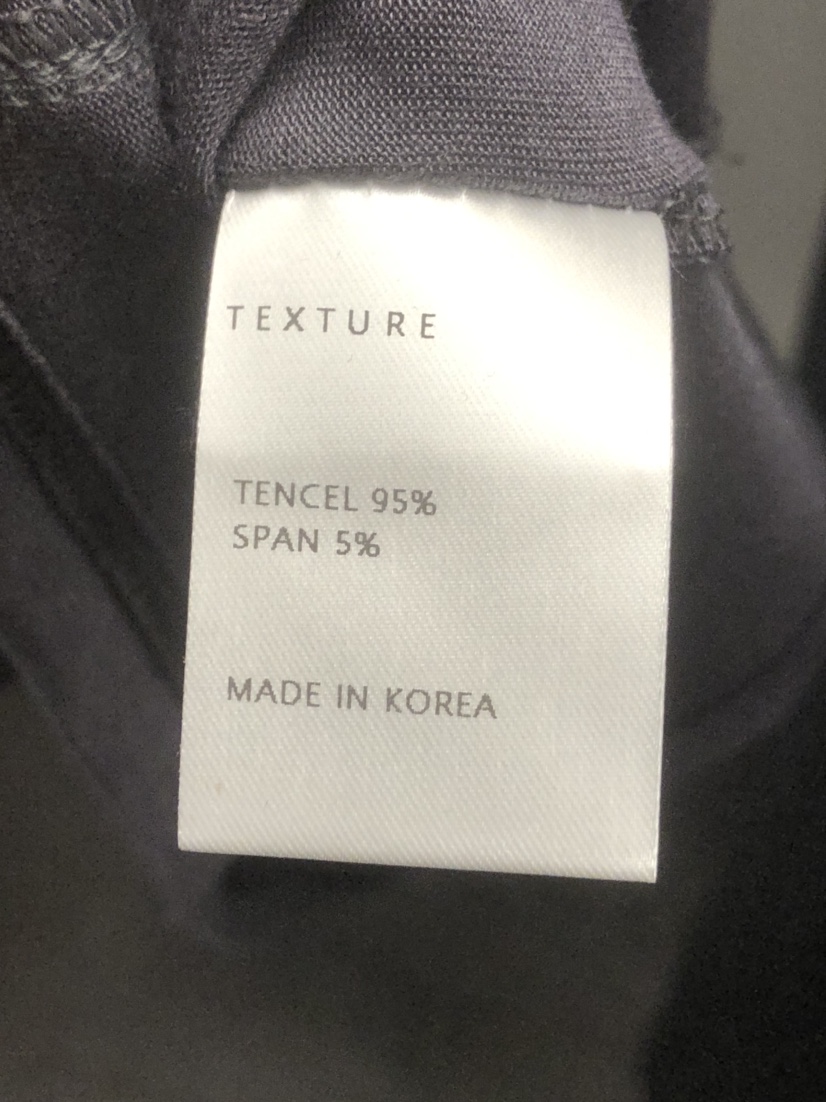 TEXTURE
TENCEL 95%
SPAN 5%
MADE IN KOREA